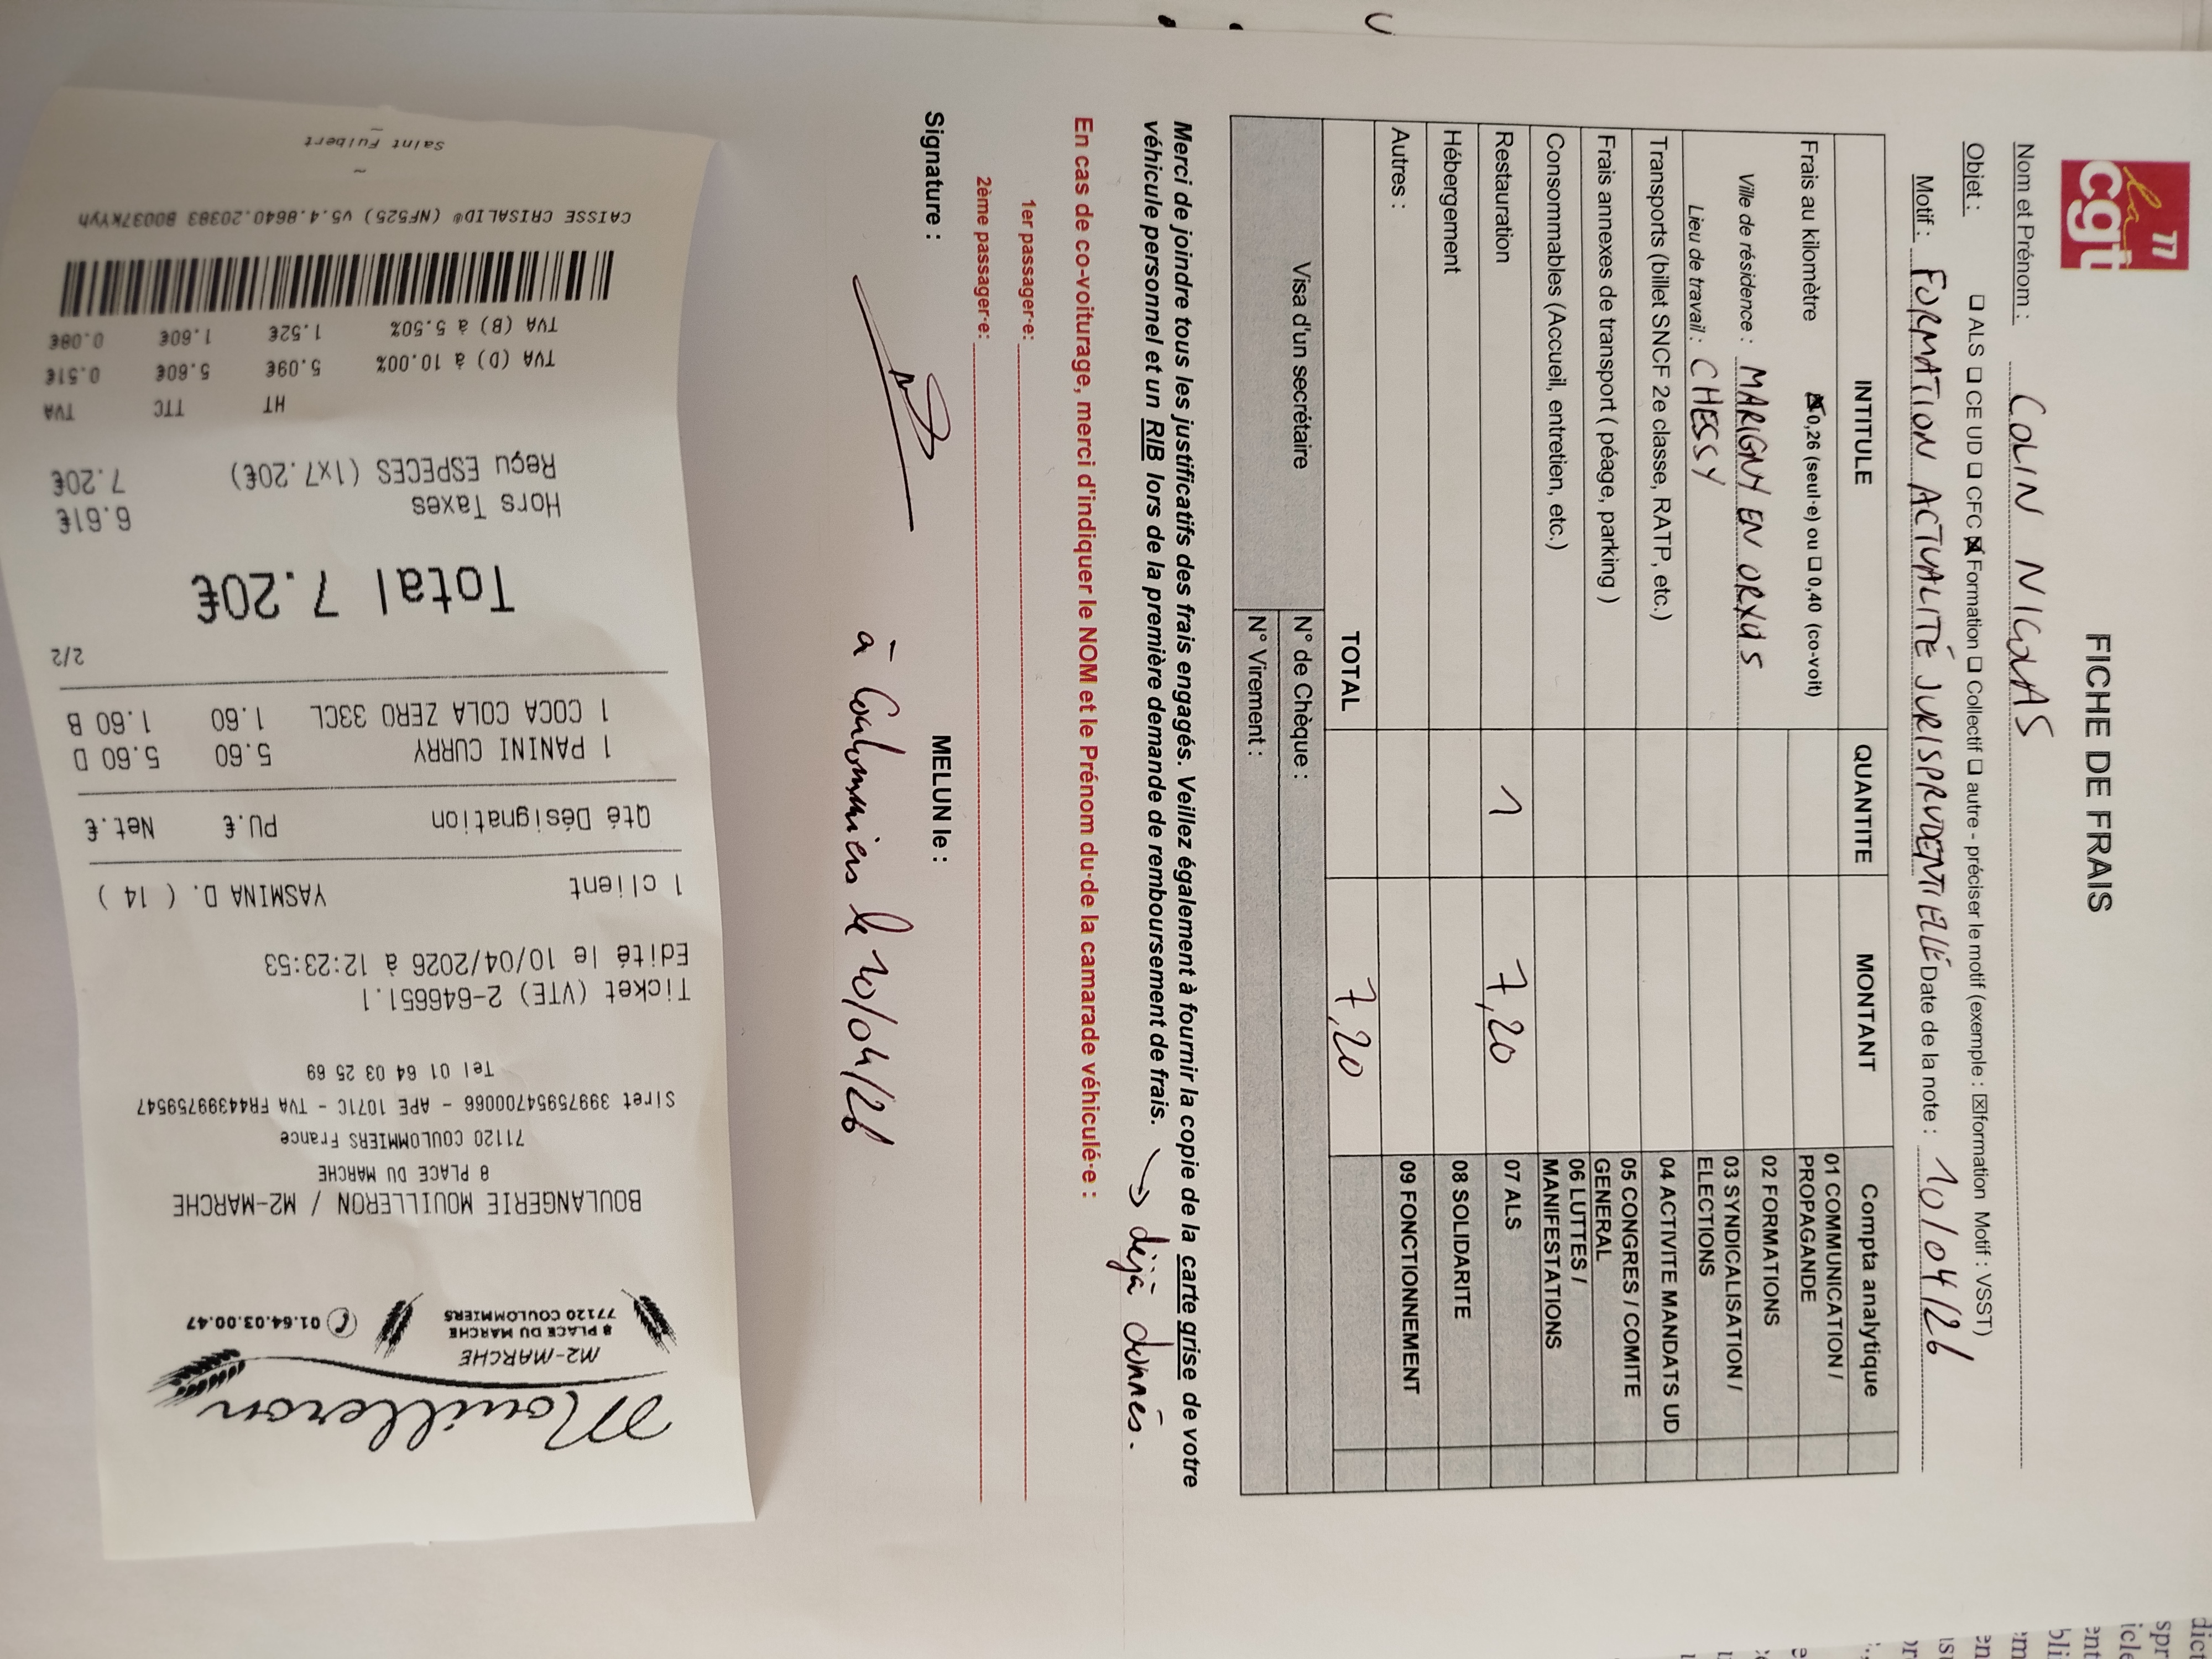 la cgt 77
FICHE DE FRAIS
Nom et Prénom : COLIN NICOLAS
Objet : ☐ ALS ☐ CE UD ☐ CFC ☒ Formation ☐ Collectif ☐ autre - préciser le motif (exemple : ☒formation Motif : VSST)
Motif : FORMATION ACTUALITÉ JURISPRUDENTIELLE Date de la note : 10/04/26
INTITULE QUANTITE MONTANT Compta analytique
Frais au kilomètre ☒ 0,26 (seul·e) ou ☐ 0,40 (co-voit)
Ville de résidence : MARIGNY EN ORXOIS
Lieu de travail : CHESSY
Transports (billet SNCF 2e classe, RATP, etc.)
Frais annexes de transport ( péage, parking )
Consommables (Accueil, entretien, etc.)
Restauration 1 7,20
Hébergement
Autres :
TOTAL 7,20
01 COMMUNICATION /
PROPAGANDE
02 FORMATIONS
03 SYNDICALISATION /
ELECTIONS
04 ACTIVITE MANDATS UD
05 CONGRES / COMITE
GENERAL
06 LUTTES /
MANIFESTATIONS
07 ALS
08 SOLIDARITE
09 FONCTIONNEMENT
Visa d'un secrétaire
N° de Chèque :
N° Virement :
Merci de joindre tous les justificatifs des frais engagés. Veillez également à fournir la copie de la carte grise de votre
véhicule personnel et un RIB lors de la première demande de remboursement de frais. → déjà donnés.
En cas de co-voiturage, merci d'indiquer le NOM et le Prénom du·de la camarade véhiculé·e :
1er passager·e:
2ème passager·e:
Signature : MELUN le :
à Coulommiers le 10/04/26
Mouilleron
M2-MARCHE
8 PLACE DU MARCHE
77120 COULOMMIERS
01.64.03.00.47
BOULANGERIE MOUILLERON / M2-MARCHE
8 PLACE DU MARCHE
77120 COULOMMIERS France
Siret 39975954700066 - APE 1071C - TVA FR44399759547
Tel 01 64 03 25 69
Ticket (VTE) 2-646651.1
Edité le 10/04/2026 à 12:23:53
1 client YASMINA D. ( 14 )
Qté Désignation PU.€ Net.€
1 PANINI CURRY 5.60 5.60 D
1 COCA COLA ZERO 33CL 1.60 1.60 B
2/2
Total 7.20€
Hors Taxes 6.61€
Reçu ESPECES (1x7.20€) 7.20€
HT TTC TVA
TVA (D) à 10.00% 5.09€ 5.60€ 0.51€
TVA (B) à 5.50% 1.52€ 1.60€ 0.08€
CAISSE CRISALID® (NF525) v5.4.8640.20383 B0037KYyh
~
Saint Fulbert
~